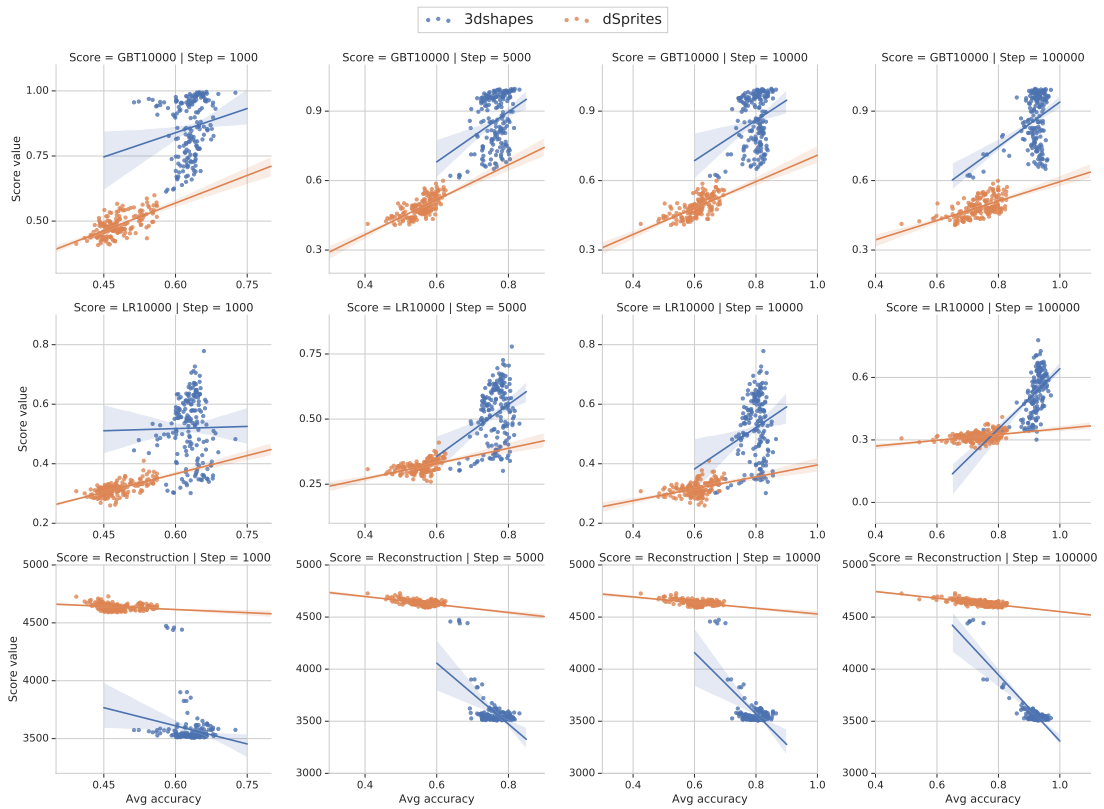 3dshapes dSprites
Score = GBT10000 | Step = 1000 Score = GBT10000 | Step = 5000 Score = GBT10000 | Step = 10000 Score = GBT10000 | Step = 100000
1.00
0.75
0.50
Score value
0.45 0.60 0.75
0.9
0.6
0.3
0.4 0.6 0.8
0.9
0.6
0.3
0.4 0.6 0.8 1.0
0.9
0.6
0.3
0.4 0.6 0.8 1.0
Score = LR10000 | Step = 1000 Score = LR10000 | Step = 5000 Score = LR10000 | Step = 10000 Score = LR10000 | Step = 100000
0.8
0.6
0.4
0.2
Score value
0.45 0.60 0.75
0.75
0.50
0.25
0.4 0.6 0.8
0.8
0.6
0.4
0.2
0.4 0.6 0.8 1.0
0.6
0.3
0.0
0.4 0.6 0.8 1.0
Score = Reconstruction | Step = 1000 Score = Reconstruction | Step = 5000 Score = Reconstruction | Step = 10000 Score = Reconstruction | Step = 100000
5000
4500
4000
3500
Score value
0.45 0.60 0.75
Avg accuracy
5000
4500
4000
3500
3000
0.4 0.6 0.8
Avg accuracy
5000
4500
4000
3500
3000
0.4 0.6 0.8 1.0
Avg accuracy
5000
4500
4000
3500
3000
0.4 0.6 0.8 1.0
Avg accuracy